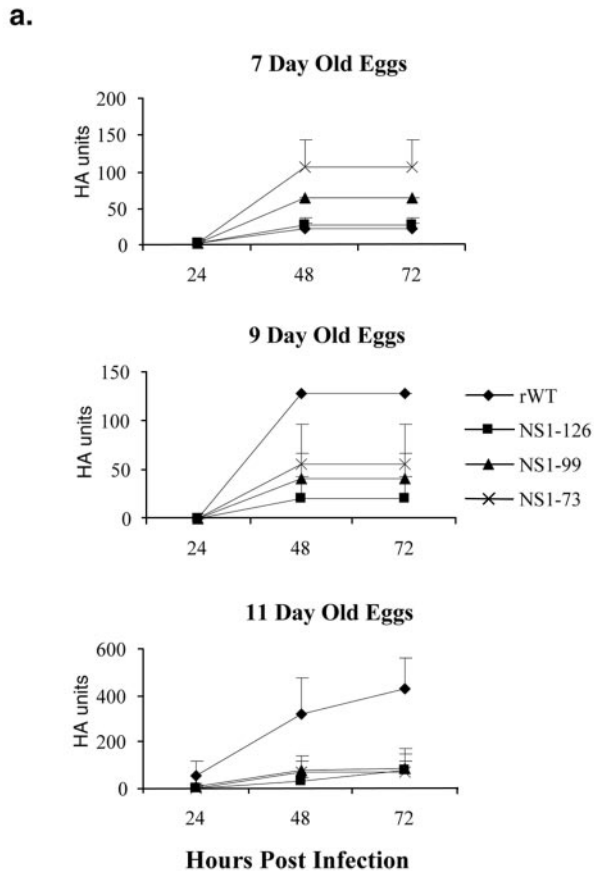 a.
7 Day Old Eggs
200
150
100
50
0
HA units
24 48 72
9 Day Old Eggs
150
100
50
0
HA units
24 48 72
rWT
NS1-126
NS1-99
NS1-73
11 Day Old Eggs
600
400
200
0
HA units
24 48 72
Hours Post Infection